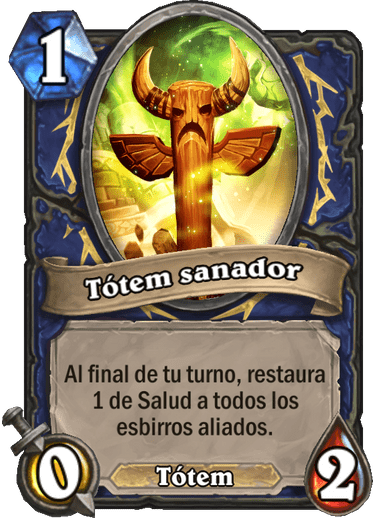 1
Tótem sanador
Al final de tu turno, restaura
1 de Salud a todos los
esbirros aliados.
0
Tótem
2